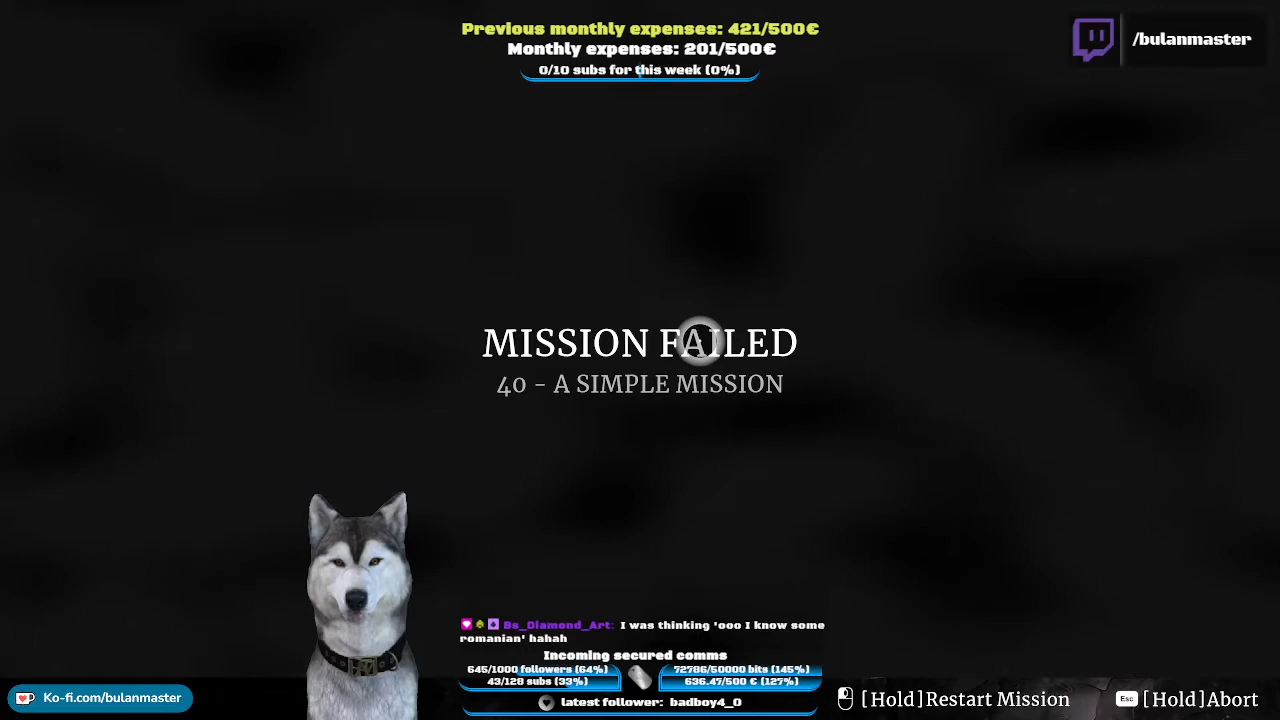 Previous monthly expenses: 421/500€
Monthly expenses: 201/500€
0/10 subs for this week (0%)
/bulanmaster
MISSION FAILED
40 - A SIMPLE MISSION
Bs_Diamond_Art: I was thinking 'ooo I know some
romanian' hahah
Incoming secured comms
645/1000 followers (64%)
72786/50000 bits (145%)
43/128 subs (33%)
636.47/500 € (127%)
latest follower: badboy4_0
Ko-fi.com/bulanmaster
[Hold]Restart Mission
Esc [Hold]Abort